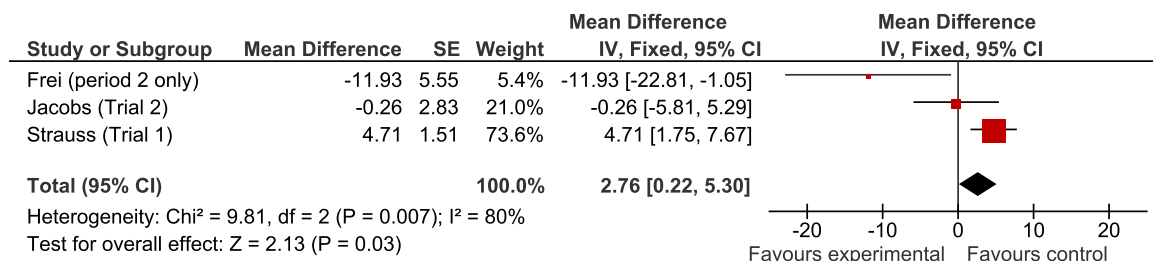 Mean Difference Mean Difference
Study or Subgroup Mean Difference SE Weight IV, Fixed, 95% CI IV, Fixed, 95% CI
Frei (period 2 only) -11.93 5.55 5.4% -11.93 [-22.81, -1.05]
Jacobs (Trial 2) -0.26 2.83 21.0% -0.26 [-5.81, 5.29]
Strauss (Trial 1) 4.71 1.51 73.6% 4.71 [1.75, 7.67]
Total (95% CI) 100.0% 2.76 [0.22, 5.30]
Heterogeneity: Chi² = 9.81, df = 2 (P = 0.007); I² = 80%
Test for overall effect: Z = 2.13 (P = 0.03)
-20 -10 0 10 20
Favours experimental Favours control